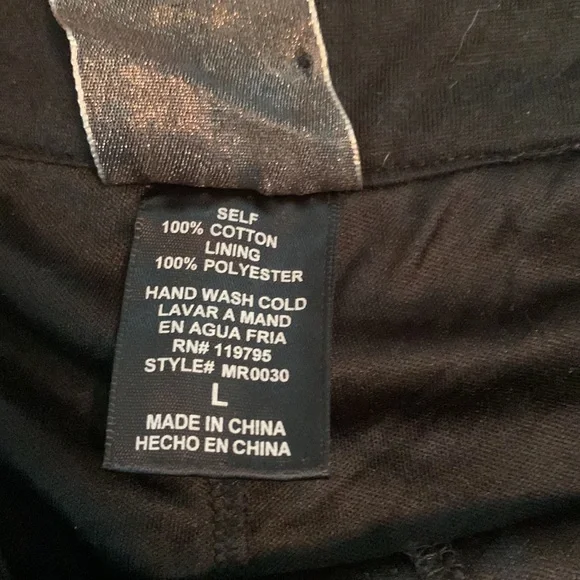 SELF
100% COTTON
LINING
100% POLYESTER
HAND WASH COLD
LAVAR A MAND
EN AGUA FRIA
RN# 119795
STYLE# MR0030
L
MADE IN CHINA
HECHO EN CHINA